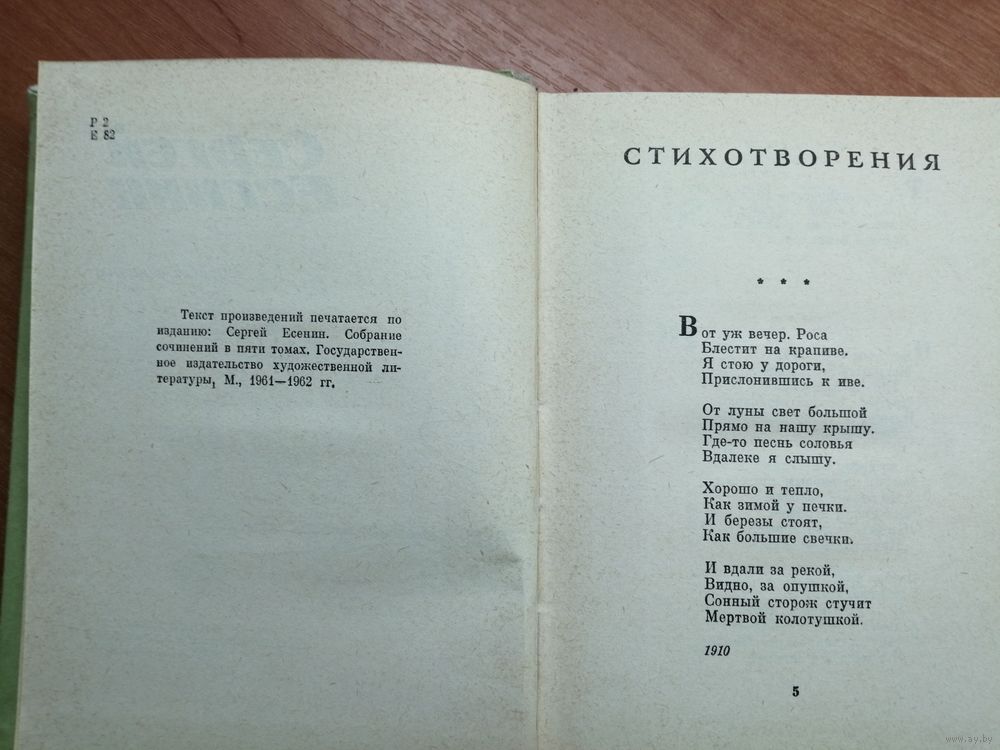 Р 2
Е 82
Текст произведений печатается по
изданию: Сергей Есенин. Собрание
сочинений в пяти томах. Государствен-
ное издательство художественной ли-
тературы, М., 1961—1962 гг.
СТИХОТВОРЕНИЯ
* * *
Вот уж вечер. Роса
Блестит на крапиве.
Я стою у дороги,
Прислонившись к иве.
От луны свет большой
Прямо на нашу крышу.
Где-то песнь соловья
Вдалеке я слышу.
Хорошо и тепло,
Как зимой у печки.
И березы стоят,
Как большие свечки.
И вдали за рекой,
Видно, за опушкой,
Сонный сторож стучит
Мертвой колотушкой.
1910
5
www.ay.by